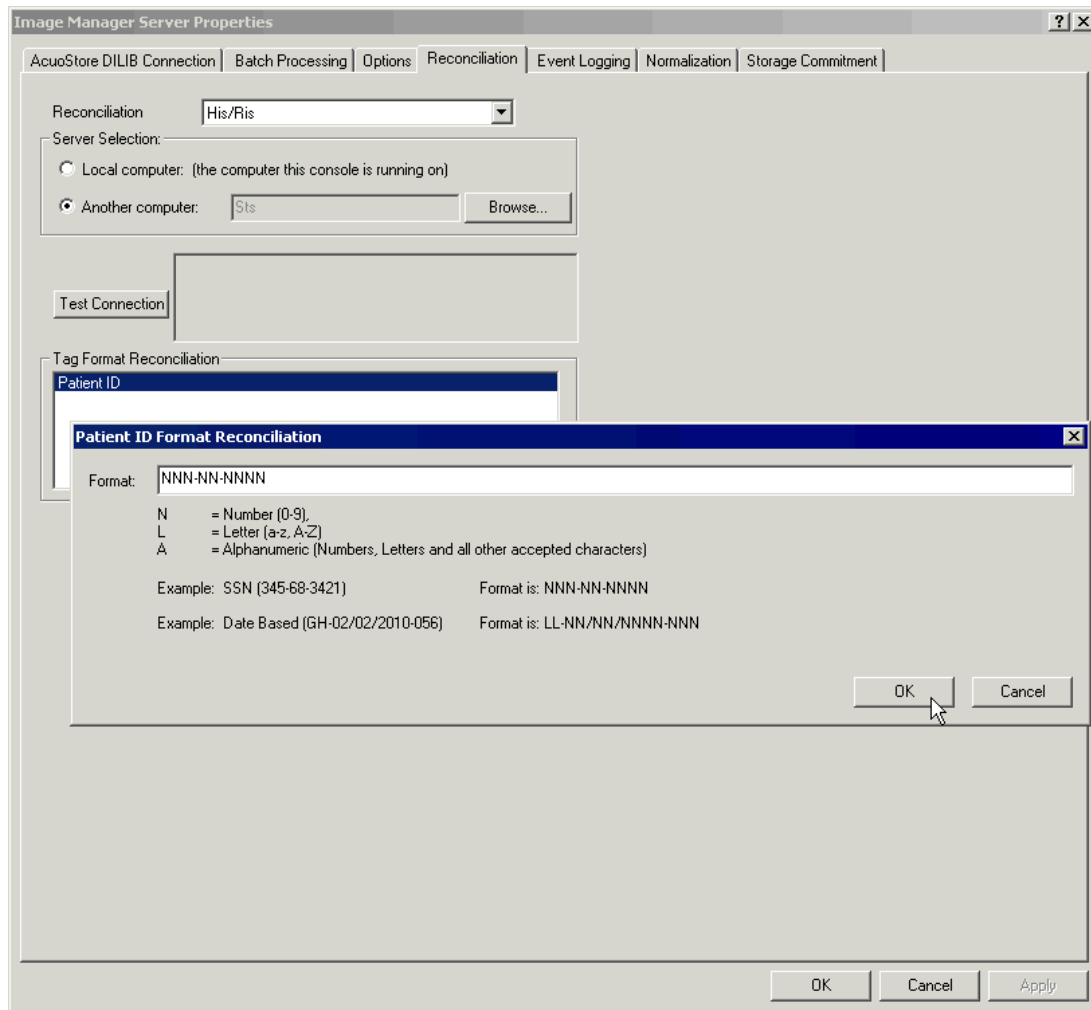 Image Manager Server Properties
AcuoStore DILIB Connection Batch Processing Options Reconciliation Event Logging Normalization Storage Commitment
Reconciliation His/Ris
Server Selection:
Local computer: (the computer this console is running on)
Another computer: Sts Browse...
Test Connection
Tag Format Reconciliation
Patient ID
Patient ID Format Reconciliation
Format: NNN-NN-NNNN
N = Number (0-9),
L = Letter (a-z, A-Z)
A = Alphanumeric (Numbers, Letters and all other accepted characters)
Example: SSN (345-68-3421) Format is: NNN-NN-NNNN
Example: Date Based (GH-02/02/2010-056) Format is: LL-NN/NN/NNNN-NNN
OK Cancel
OK Cancel Apply